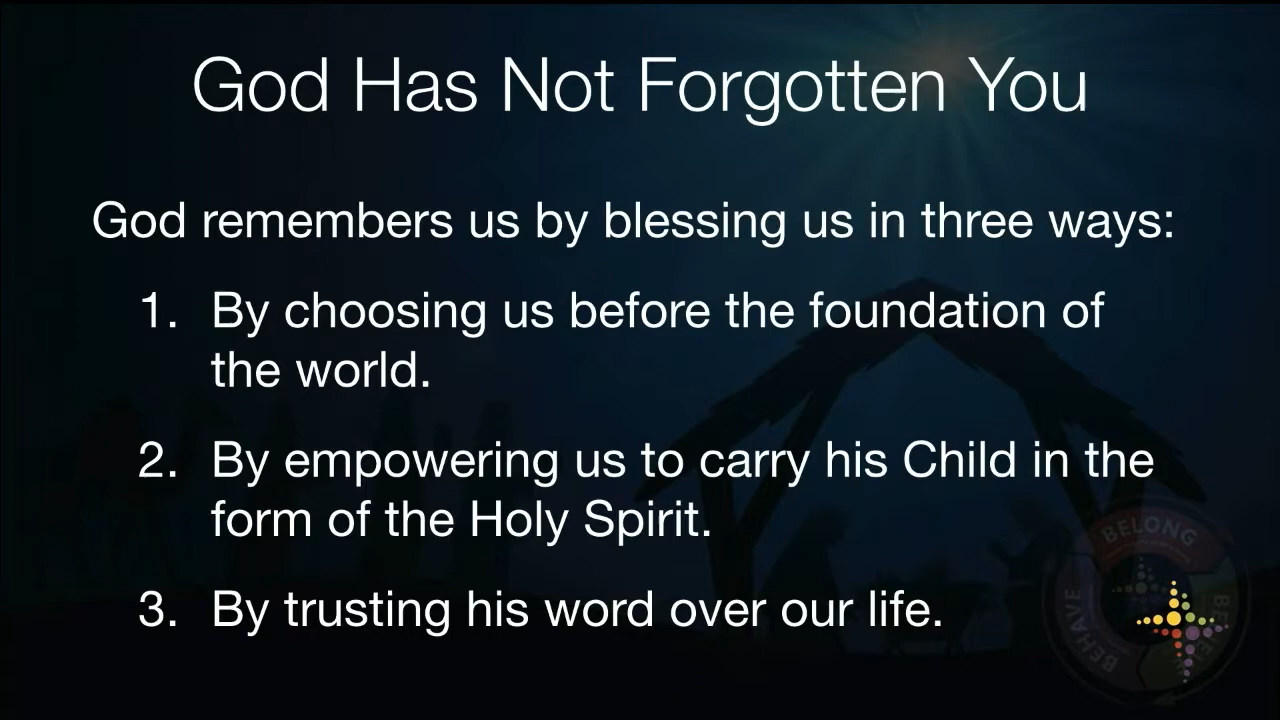 God Has Not Forgotten You
God remembers us by blessing us in three ways:
1. By choosing us before the foundation of
the world.
2. By empowering us to carry his Child in the
form of the Holy Spirit.
3. By trusting his word over our life.
BELONG
BEHAVE